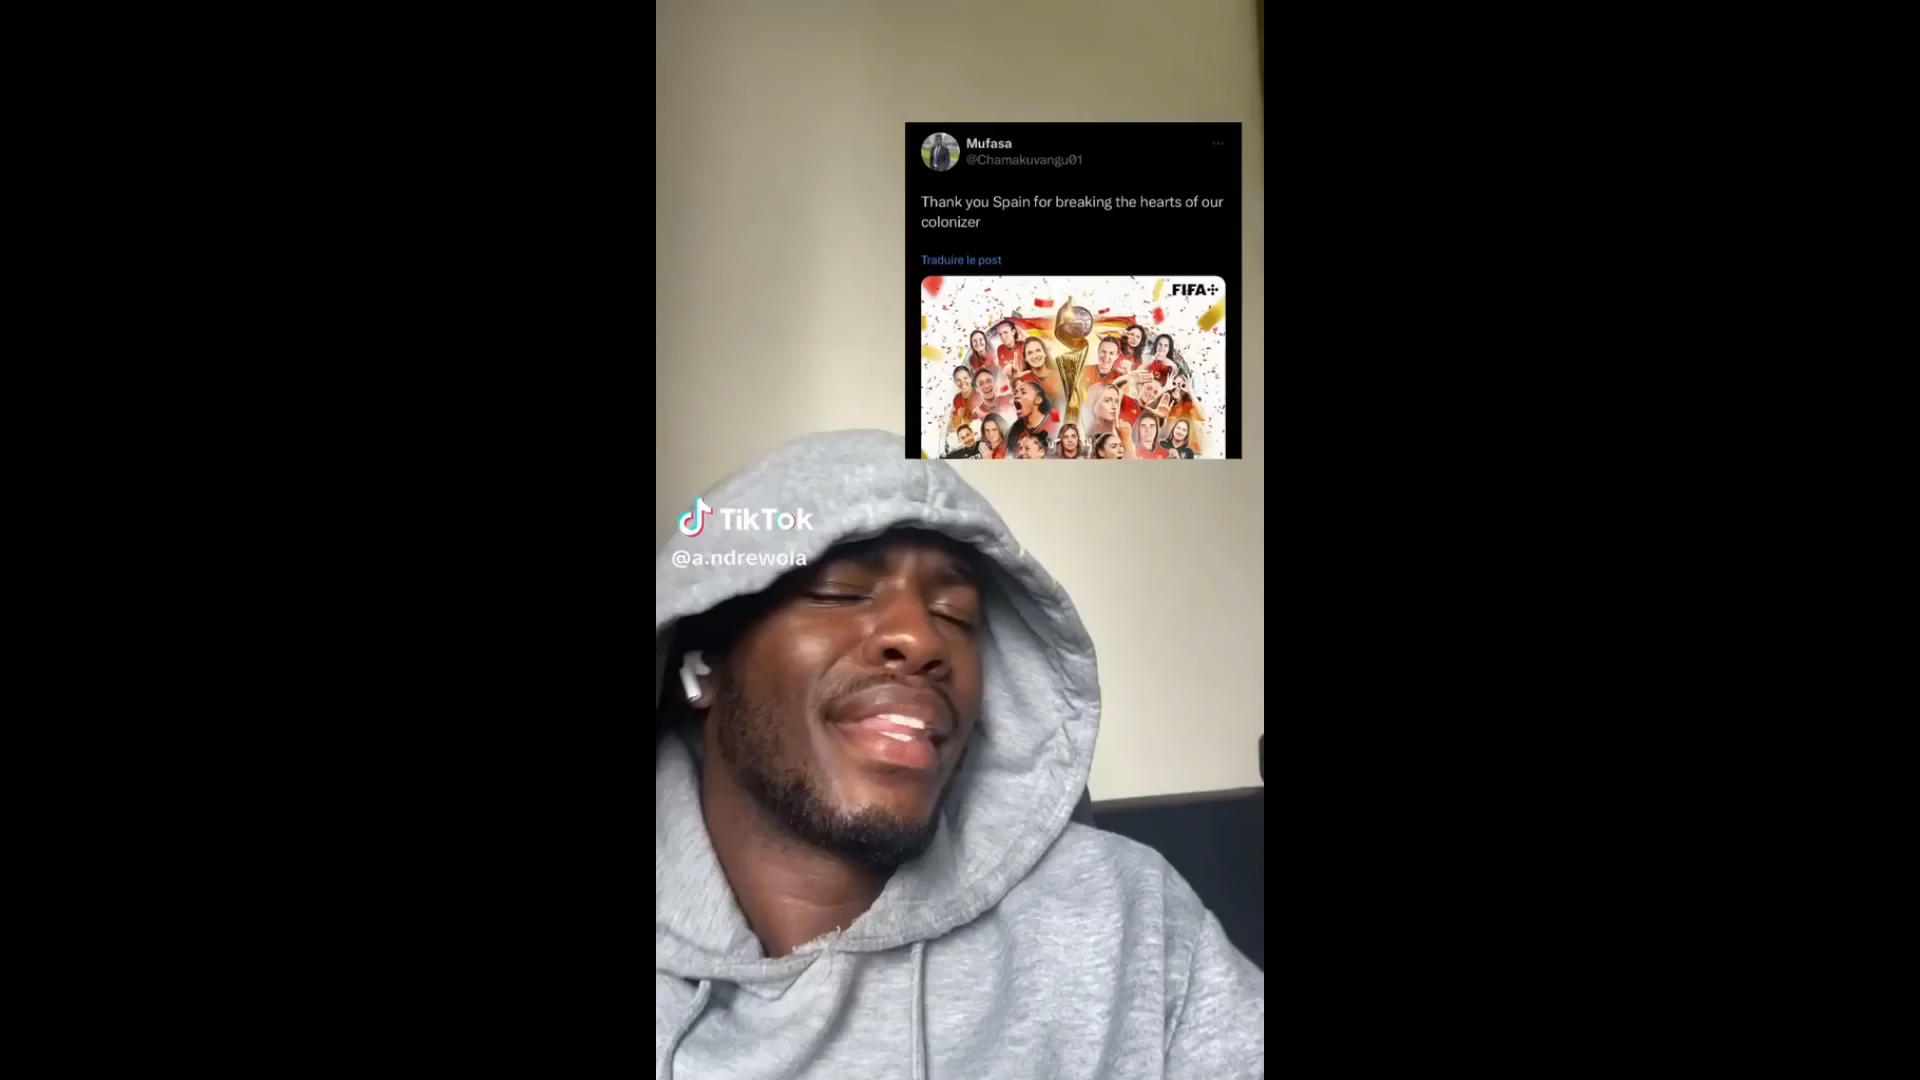 Mufasa
@Chamakuvangu01
Thank you Spain for breaking the hearts of our
colonizer
Traduire le post
FIFA+
TikTok
@a.ndrewola